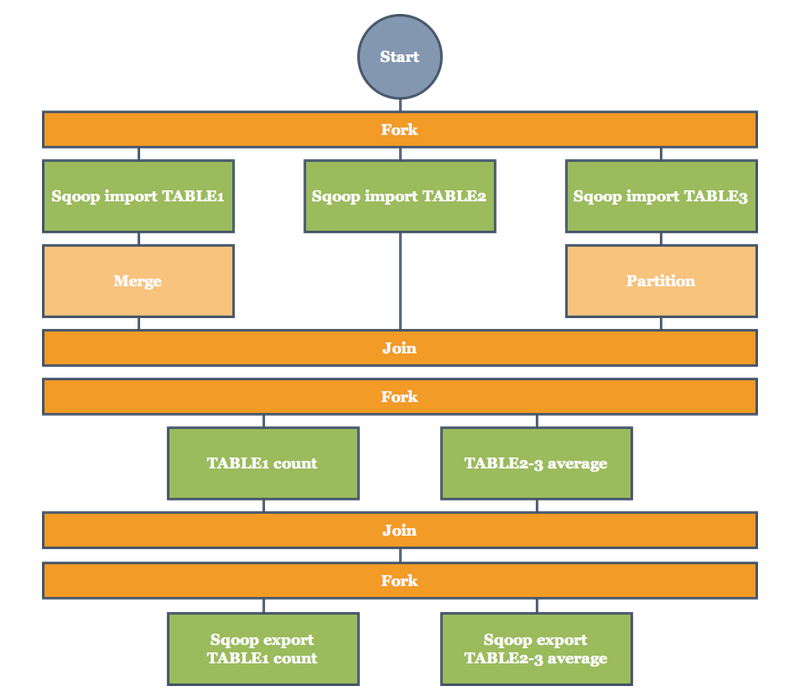 Start
Fork
Sqoop import TABLE1
Sqoop import TABLE2
Sqoop import TABLE3
Merge
Partition
Join
Fork
TABLE1 count
TABLE2-3 average
Join
Fork
Sqoop export
TABLE1 count
Sqoop export
TABLE2-3 average